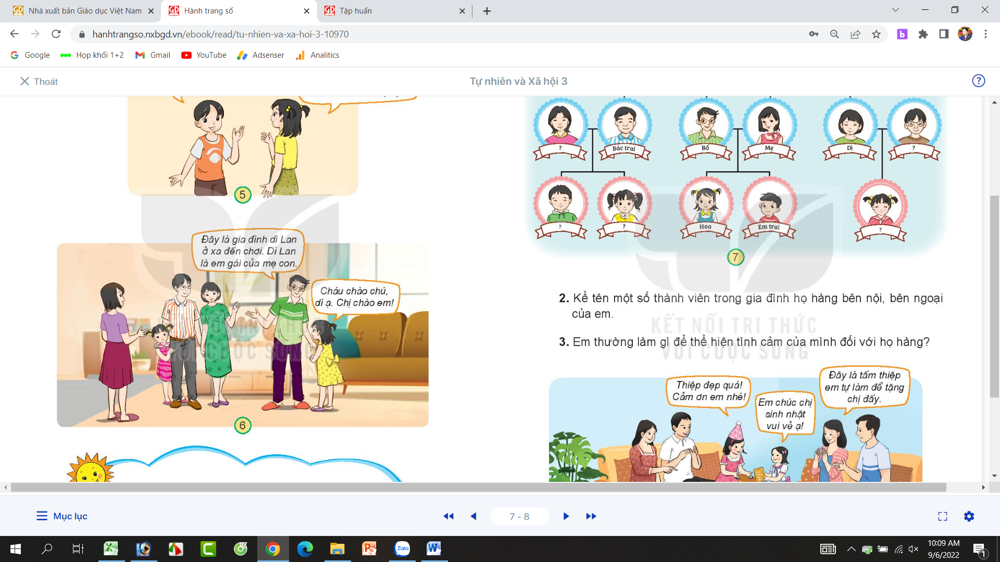 Nhà xuất bản Giáo dục Việt Nam
Hành trang số
Tập huấn
hanhtrangso.nxbgd.vn/ebook/read/tu-nhien-va-xa-hoi-3-10970
Google
Họp khối 1+2
Gmail
YouTube
Adsenser
Analitics
Thoát
Tự nhiên và Xã hội 3
5
Đây là gia đình dì Lan
ở xa đến chơi. Dì Lan
là em gái của mẹ con.
Cháu chào chú,
dì ạ. Chị chào em!
6
?
Bác trai
Bố
Mẹ
Dì
?
?
?
Hoa
Em trai
?
7
2. Kể tên một số thành viên trong gia đình họ hàng bên nội, bên ngoại
của em.
KẾT NỐI TRI THỨC
3. Em thường làm gì để thể hiện tình cảm của mình đối với họ hàng?
VỚI CUỘC SỐNG
Thiệp đẹp quá!
Cảm ơn em nhé!
Em chúc chị
sinh nhật
vui vẻ ạ!
Đây là tấm thiệp
em tự làm để tặng
chị đấy.
Mục lục
7 - 8
Zalo
10:09 AM
9/6/2022
1